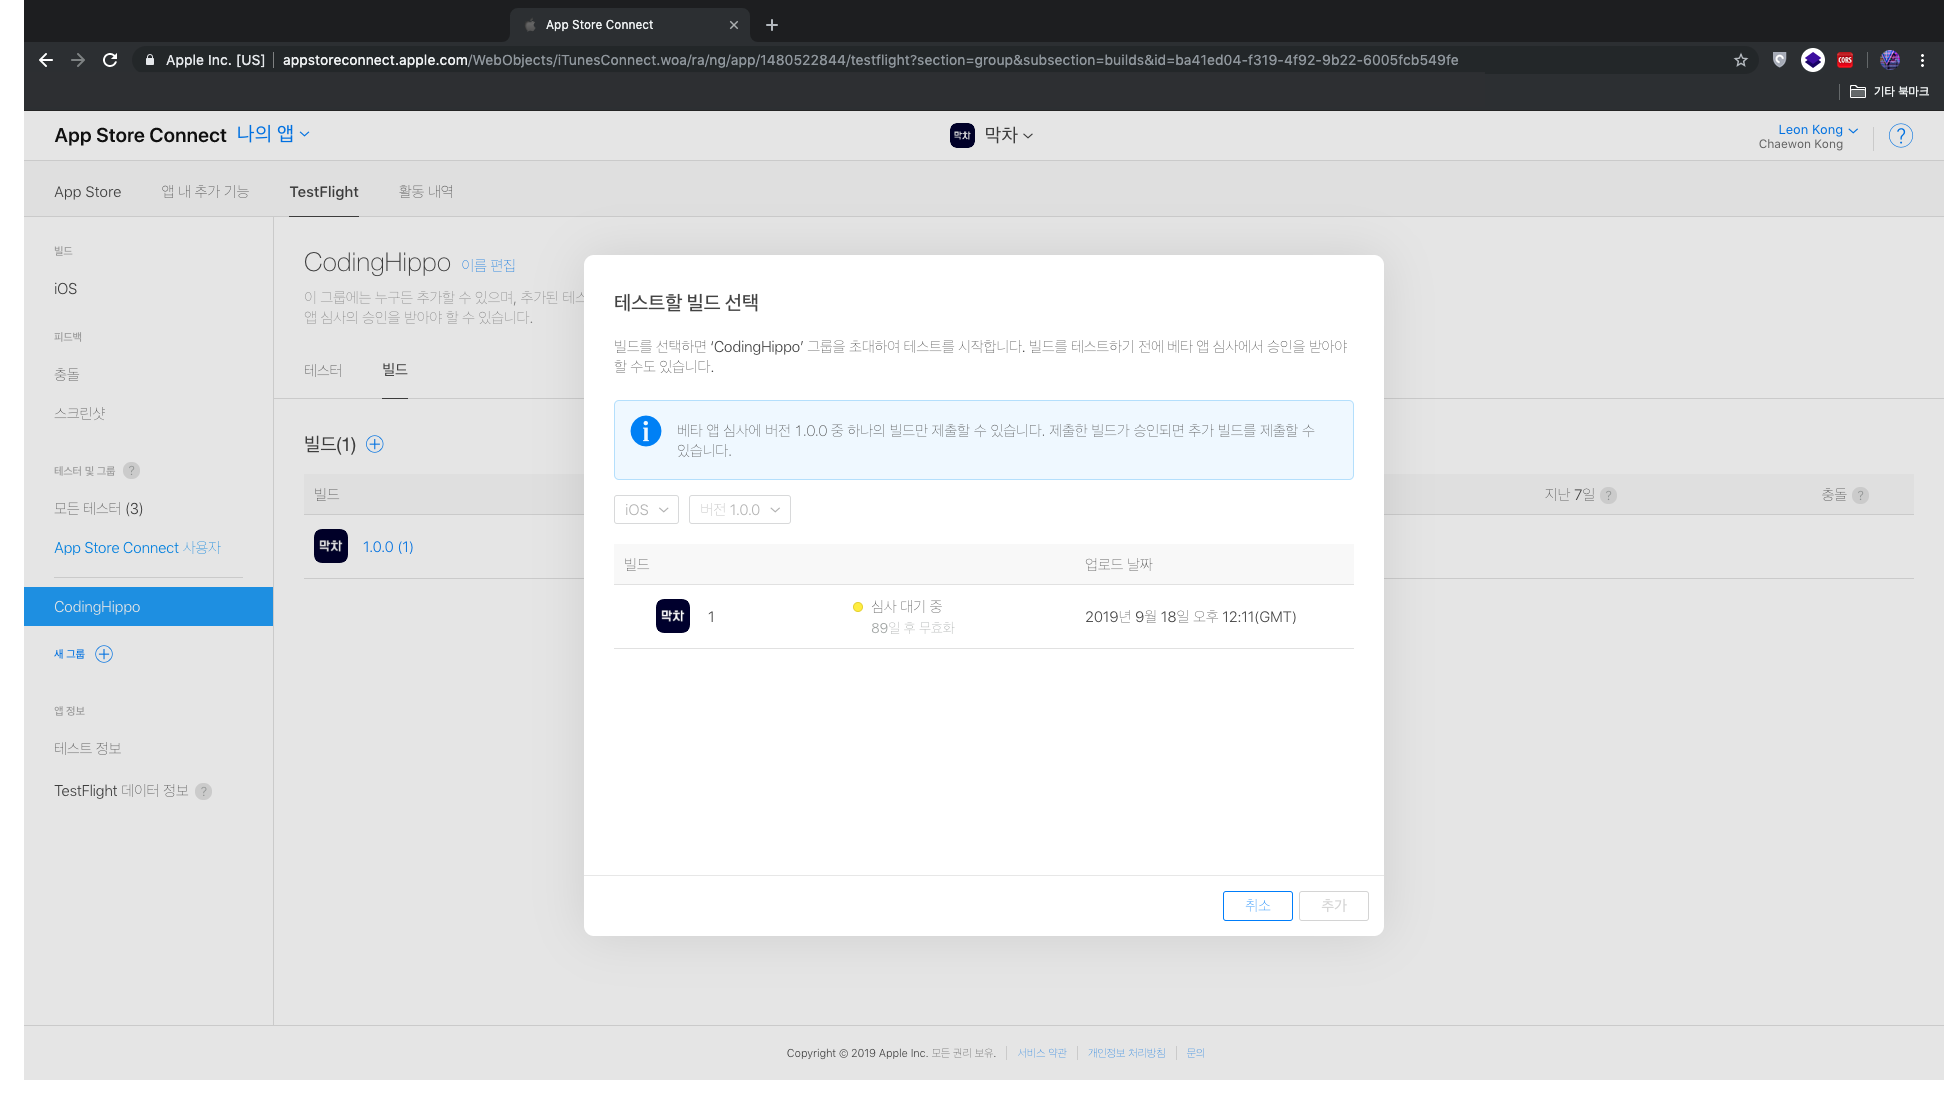 App Store Connect
Apple Inc. [US]
appstoreconnect.apple.com/WebObjects/iTunesConnect.woa/ra/ng/app/1480522844/testflight?section=group&subsection=builds&id=ba41ed04-f319-4f92-9b22-6005fcb549fe
CORS
기타 북마크
App Store Connect 나의 앱
막차 막차
Leon Kong
Chaewon Kong
?
App Store 앱 내 추가 기능 TestFlight 활동 내역
빌드
iOS
피드백
충돌
스크린샷
테스터 및 그룹 ?
모든 테스터 (3)
App Store Connect 사용자
CodingHippo
새 그룹
앱 정보
테스트 정보
TestFlight 데이터 정보 ?
CodingHippo 이름 편집
이 그룹에는 누구든 추가할 수 있으며, 추가된 테스
앱 심사의 승인을 받아야 할 수 있습니다.
테스터 빌드
빌드(1)
빌드
지난 7일 ?
충돌 ?
막차 1.0.0 (1)
테스트할 빌드 선택
빌드를 선택하면 ‘CodingHippo’ 그룹을 초대하여 테스트를 시작합니다. 빌드를 테스트하기 전에 베타 앱 심사에서 승인을 받아야
할 수도 있습니다.
베타 앱 심사에 버전 1.0.0 중 하나의 빌드만 제출할 수 있습니다. 제출한 빌드가 승인되면 추가 빌드를 제출할 수
있습니다.
iOS 버전 1.0.0
빌드 업로드 날짜
막차 1 심사 대기 중 2019년 9월 18일 오후 12:11(GMT)
89일 후 무효화
취소 추가
Copyright © 2019 Apple Inc. 모든 권리 보유. 서비스 약관 개인정보 처리방침 문의